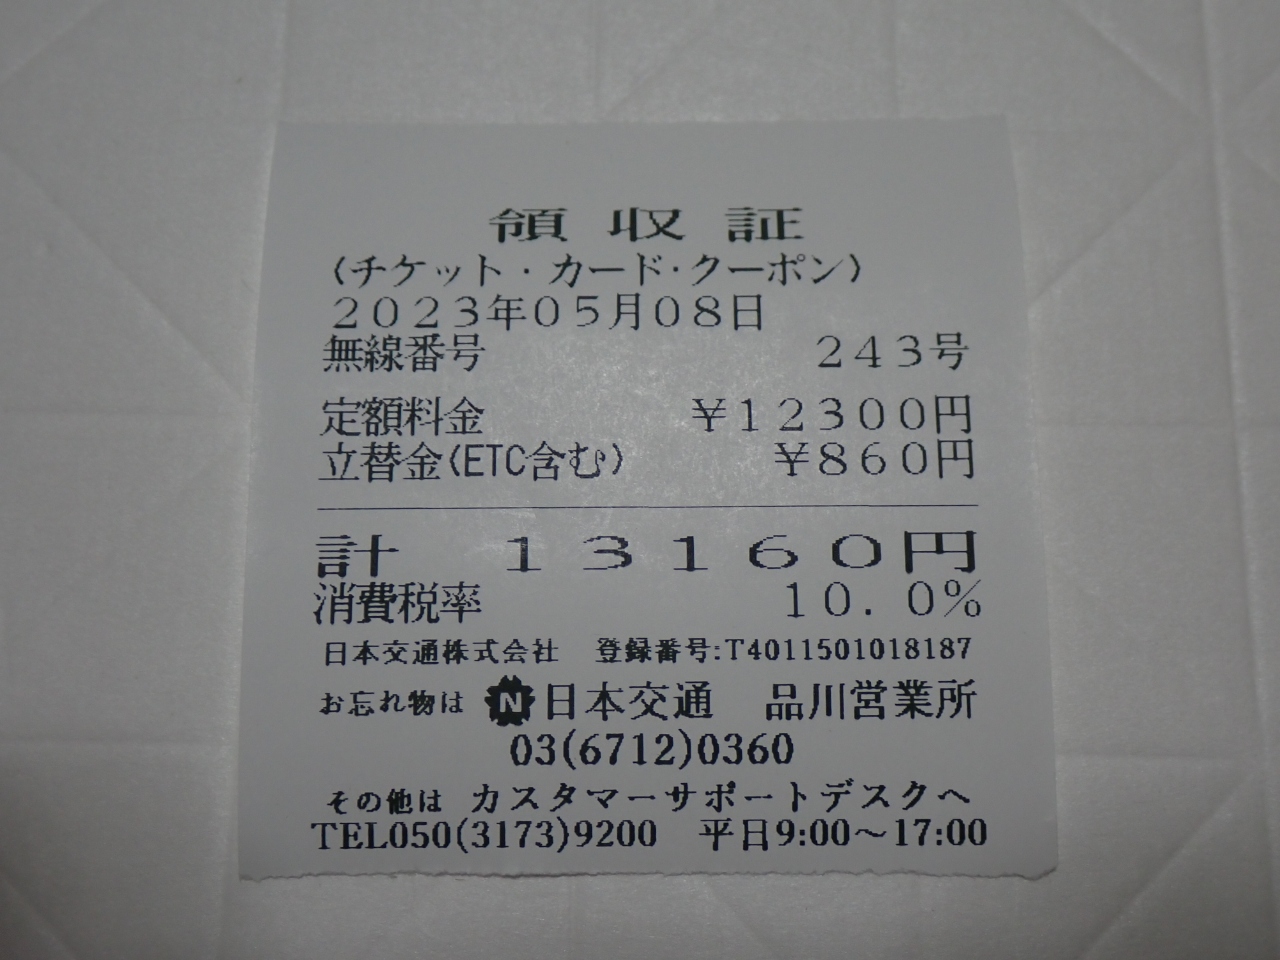 領収証
(チケット・カード・クーポン)
2023年05月08日
無線番号 243号
定額料金 ¥12300円
立替金(ETC含む) ¥860円
計 13160円
消費税率 10.0%
日本交通株式会社 登録番号:T4011501018187
お忘れ物は N 日本交通 品川営業所
03(6712)0360
その他は カスタマーサポートデスクへ
TEL050(3173)9200 平日9:00〜17:00